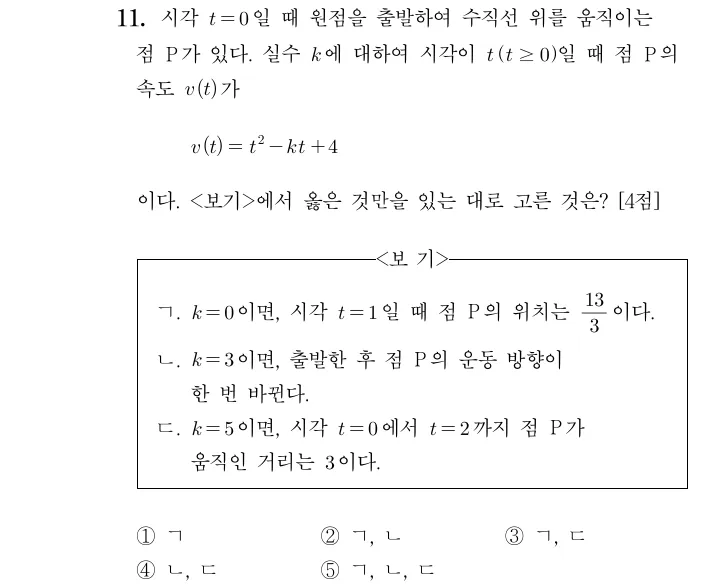 11. 시각 t=0일 때 원점을 출발하여 수직선 위를 움직이는
점 P가 있다. 실수 k에 대하여 시각이 t(t≥0)일 때 점 P의
속도 v(t)가
v(t)=t²-kt+4
이다. <보기>에서 옳은 것만을 있는 대로 고른 것은? [4점]
<보 기>
ㄱ. k=0이면, 시각 t=1일 때 점 P의 위치는 13/3이다.
ㄴ. k=3이면, 출발한 후 점 P의 운동 방향이
한 번 바뀐다.
ㄷ. k=5이면, 시각 t=0에서 t=2까지 점 P가
움직인 거리는 3이다.
① ㄱ ② ㄱ, ㄴ ③ ㄱ, ㄷ
④ ㄴ, ㄷ ⑤ ㄱ, ㄴ, ㄷ